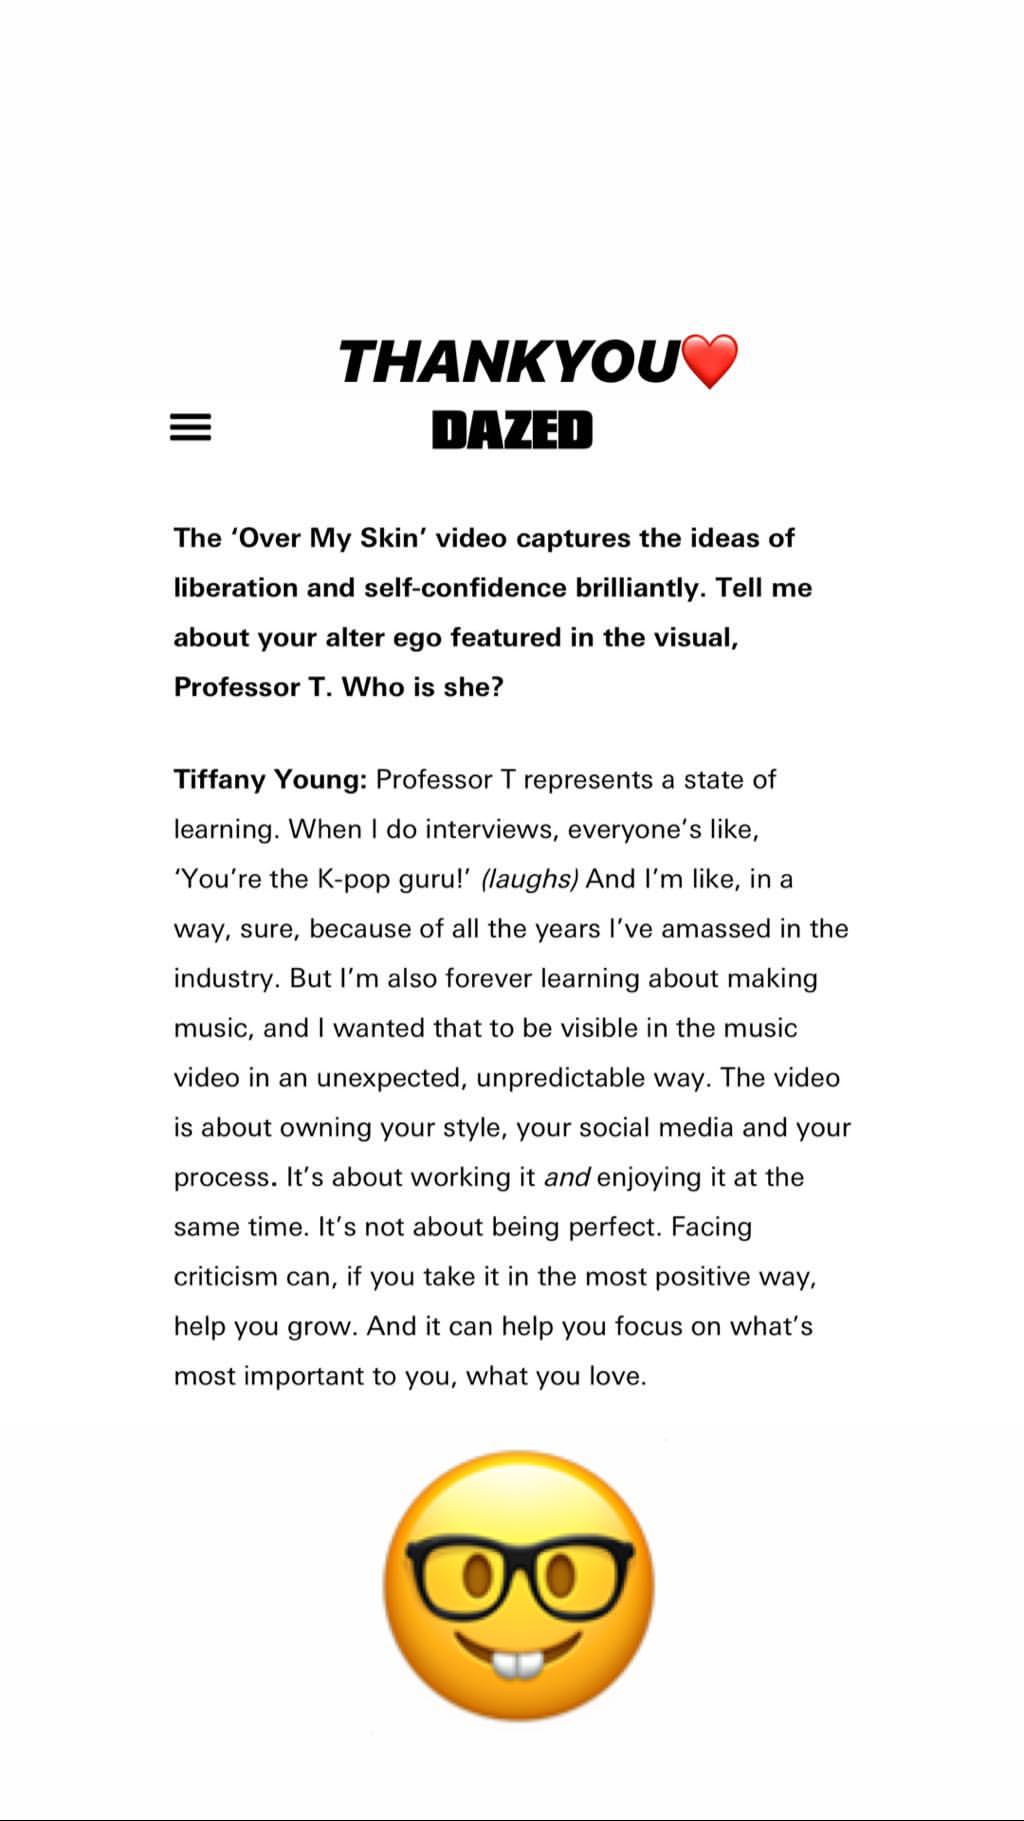 THANKYOU❤️
DAZED
The ‘Over My Skin’ video captures the ideas of
liberation and self-confidence brilliantly. Tell me
about your alter ego featured in the visual,
Professor T. Who is she?
Tiffany Young: Professor T represents a state of
learning. When I do interviews, everyone’s like,
‘You’re the K-pop guru!’ (laughs) And I’m like, in a
way, sure, because of all the years I’ve amassed in the
industry. But I’m also forever learning about making
music, and I wanted that to be visible in the music
video in an unexpected, unpredictable way. The video
is about owning your style, your social media and your
process. It’s about working it and enjoying it at the
same time. It’s not about being perfect. Facing
criticism can, if you take it in the most positive way,
help you grow. And it can help you focus on what’s
most important to you, what you love.